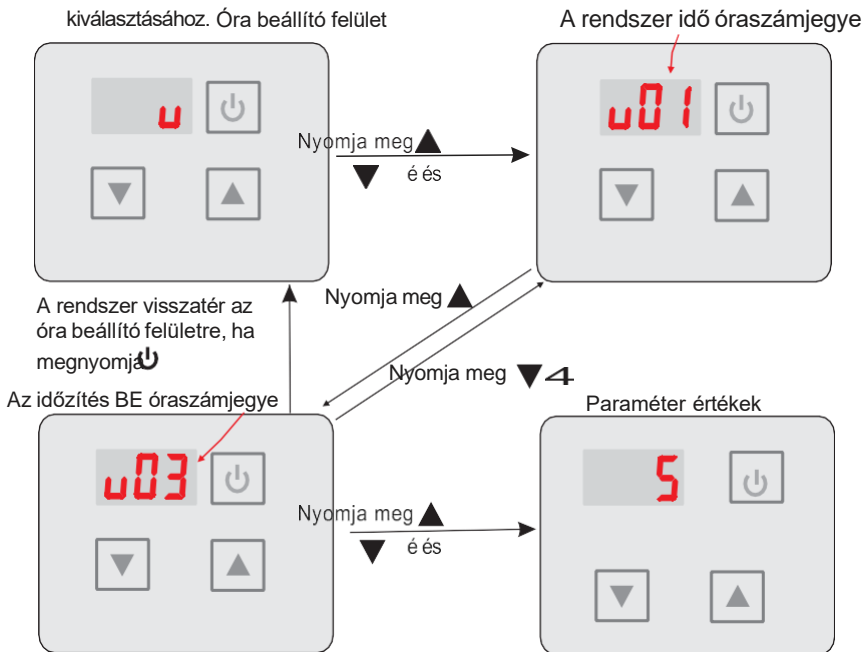 kiválasztásához. Óra beállító felület
A rendszer idő óraszámjegye
u
u01
Nyomja meg ▲
▼ é és
A rendszer visszatér az
óra beállító felületre, ha
megnyomja
Nyomja meg ▲
Nyomja meg ▼4
Az időzítés BE óraszámjegye
Paraméter értékek
u03
5
Nyomja meg ▲
▼ é és